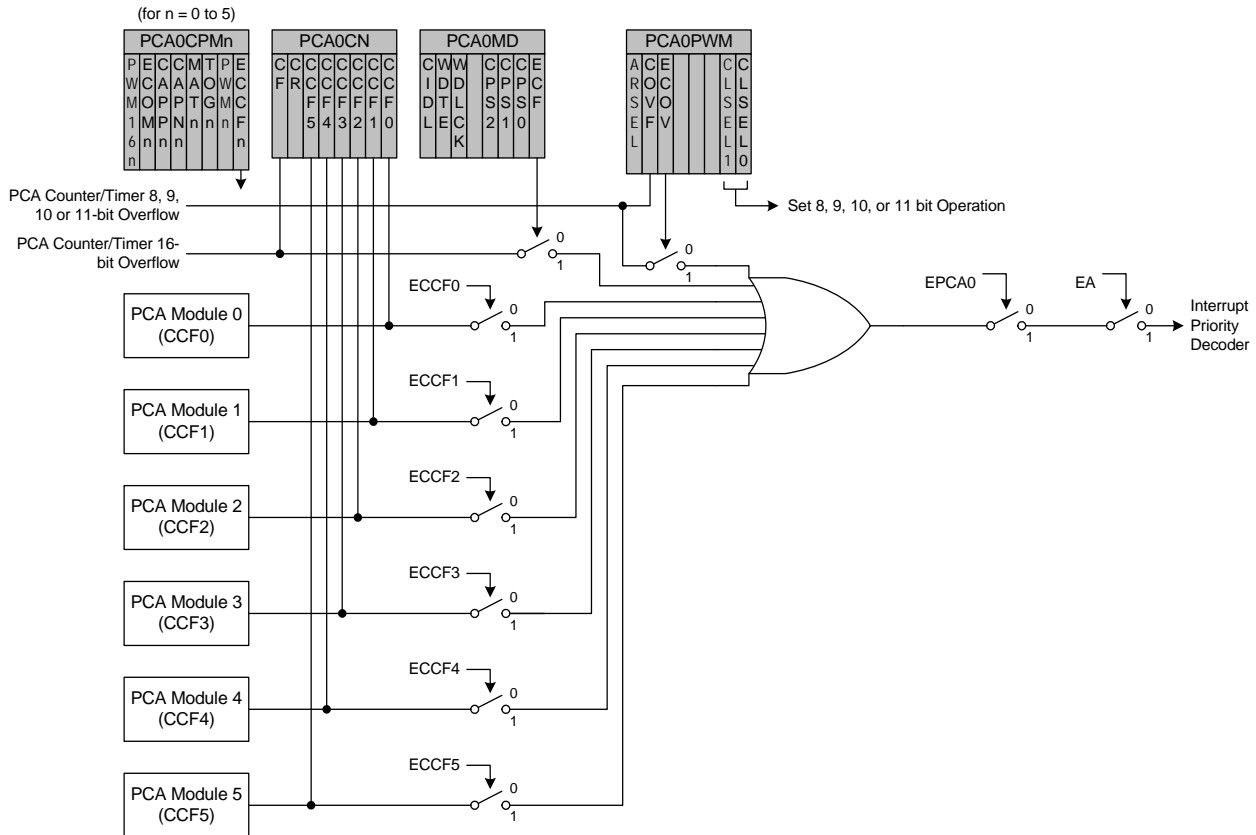 (for n = 0 to 5)
PCA0CPMn
PWM16n
ECOMn
CAPPn
CAPNn
MATn
TOGn
PWMn
ECCFn
PCA0CN
CF
CR
CCF5
CCF4
CCF3
CCF2
CCF1
CCF0
PCA0MD
CIDL
WDTE
WDLCK
CPS2
CPS1
CPS0
ECF
PCA0PWM
ARSEL
COVF
ECOV
CLSEL1
CLSEL0
PCA Counter/Timer 8, 9,
10 or 11-bit Overflow
Set 8, 9, 10, or 11 bit Operation
PCA Counter/Timer 16-
bit Overflow
0
1
0
1
PCA Module 0
(CCF0)
ECCF0
0
1
EPCA0
0
1
EA
0
1
Interrupt
Priority
Decoder
PCA Module 1
(CCF1)
ECCF1
0
1
PCA Module 2
(CCF2)
ECCF2
0
1
PCA Module 3
(CCF3)
ECCF3
0
1
PCA Module 4
(CCF4)
ECCF4
0
1
PCA Module 5
(CCF5)
ECCF5
0
1